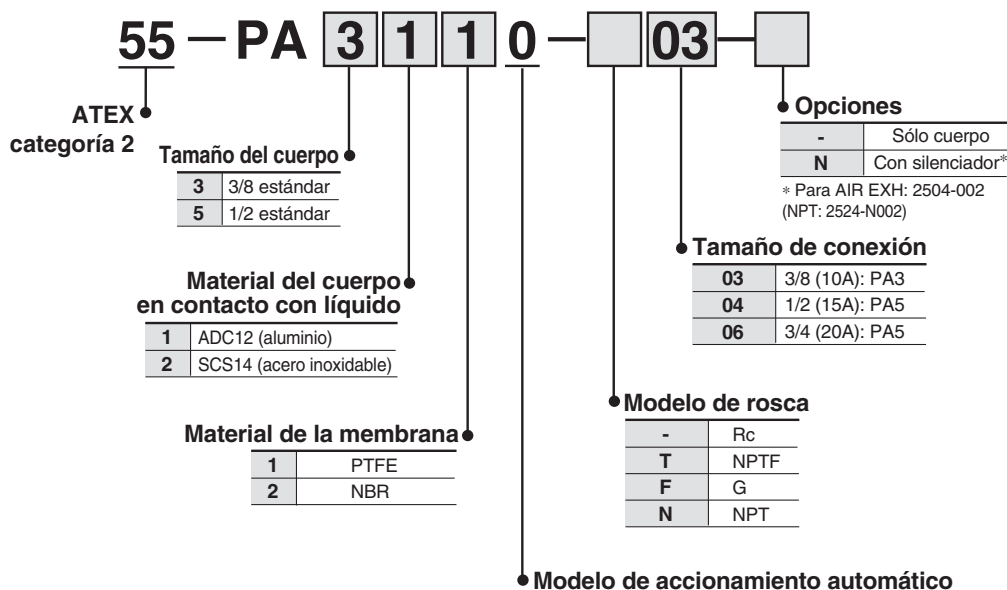 55 — PA 3 1 1 0 — 03 —
ATEX
categoría 2
Tamaño del cuerpo
3 3/8 estándar
5 1/2 estándar
Material del cuerpo
en contacto con líquido
1 ADC12 (aluminio)
2 SCS14 (acero inoxidable)
Material de la membrana
1 PTFE
2 NBR
Opciones
- Sólo cuerpo
N Con silenciador*
* Para AIR EXH: 2504-002
(NPT: 2524-N002)
Tamaño de conexión
03 3/8 (10A): PA3
04 1/2 (15A): PA5
06 3/4 (20A): PA5
Modelo de rosca
- Rc
T NPTF
F G
N NPT
Modelo de accionamiento automático